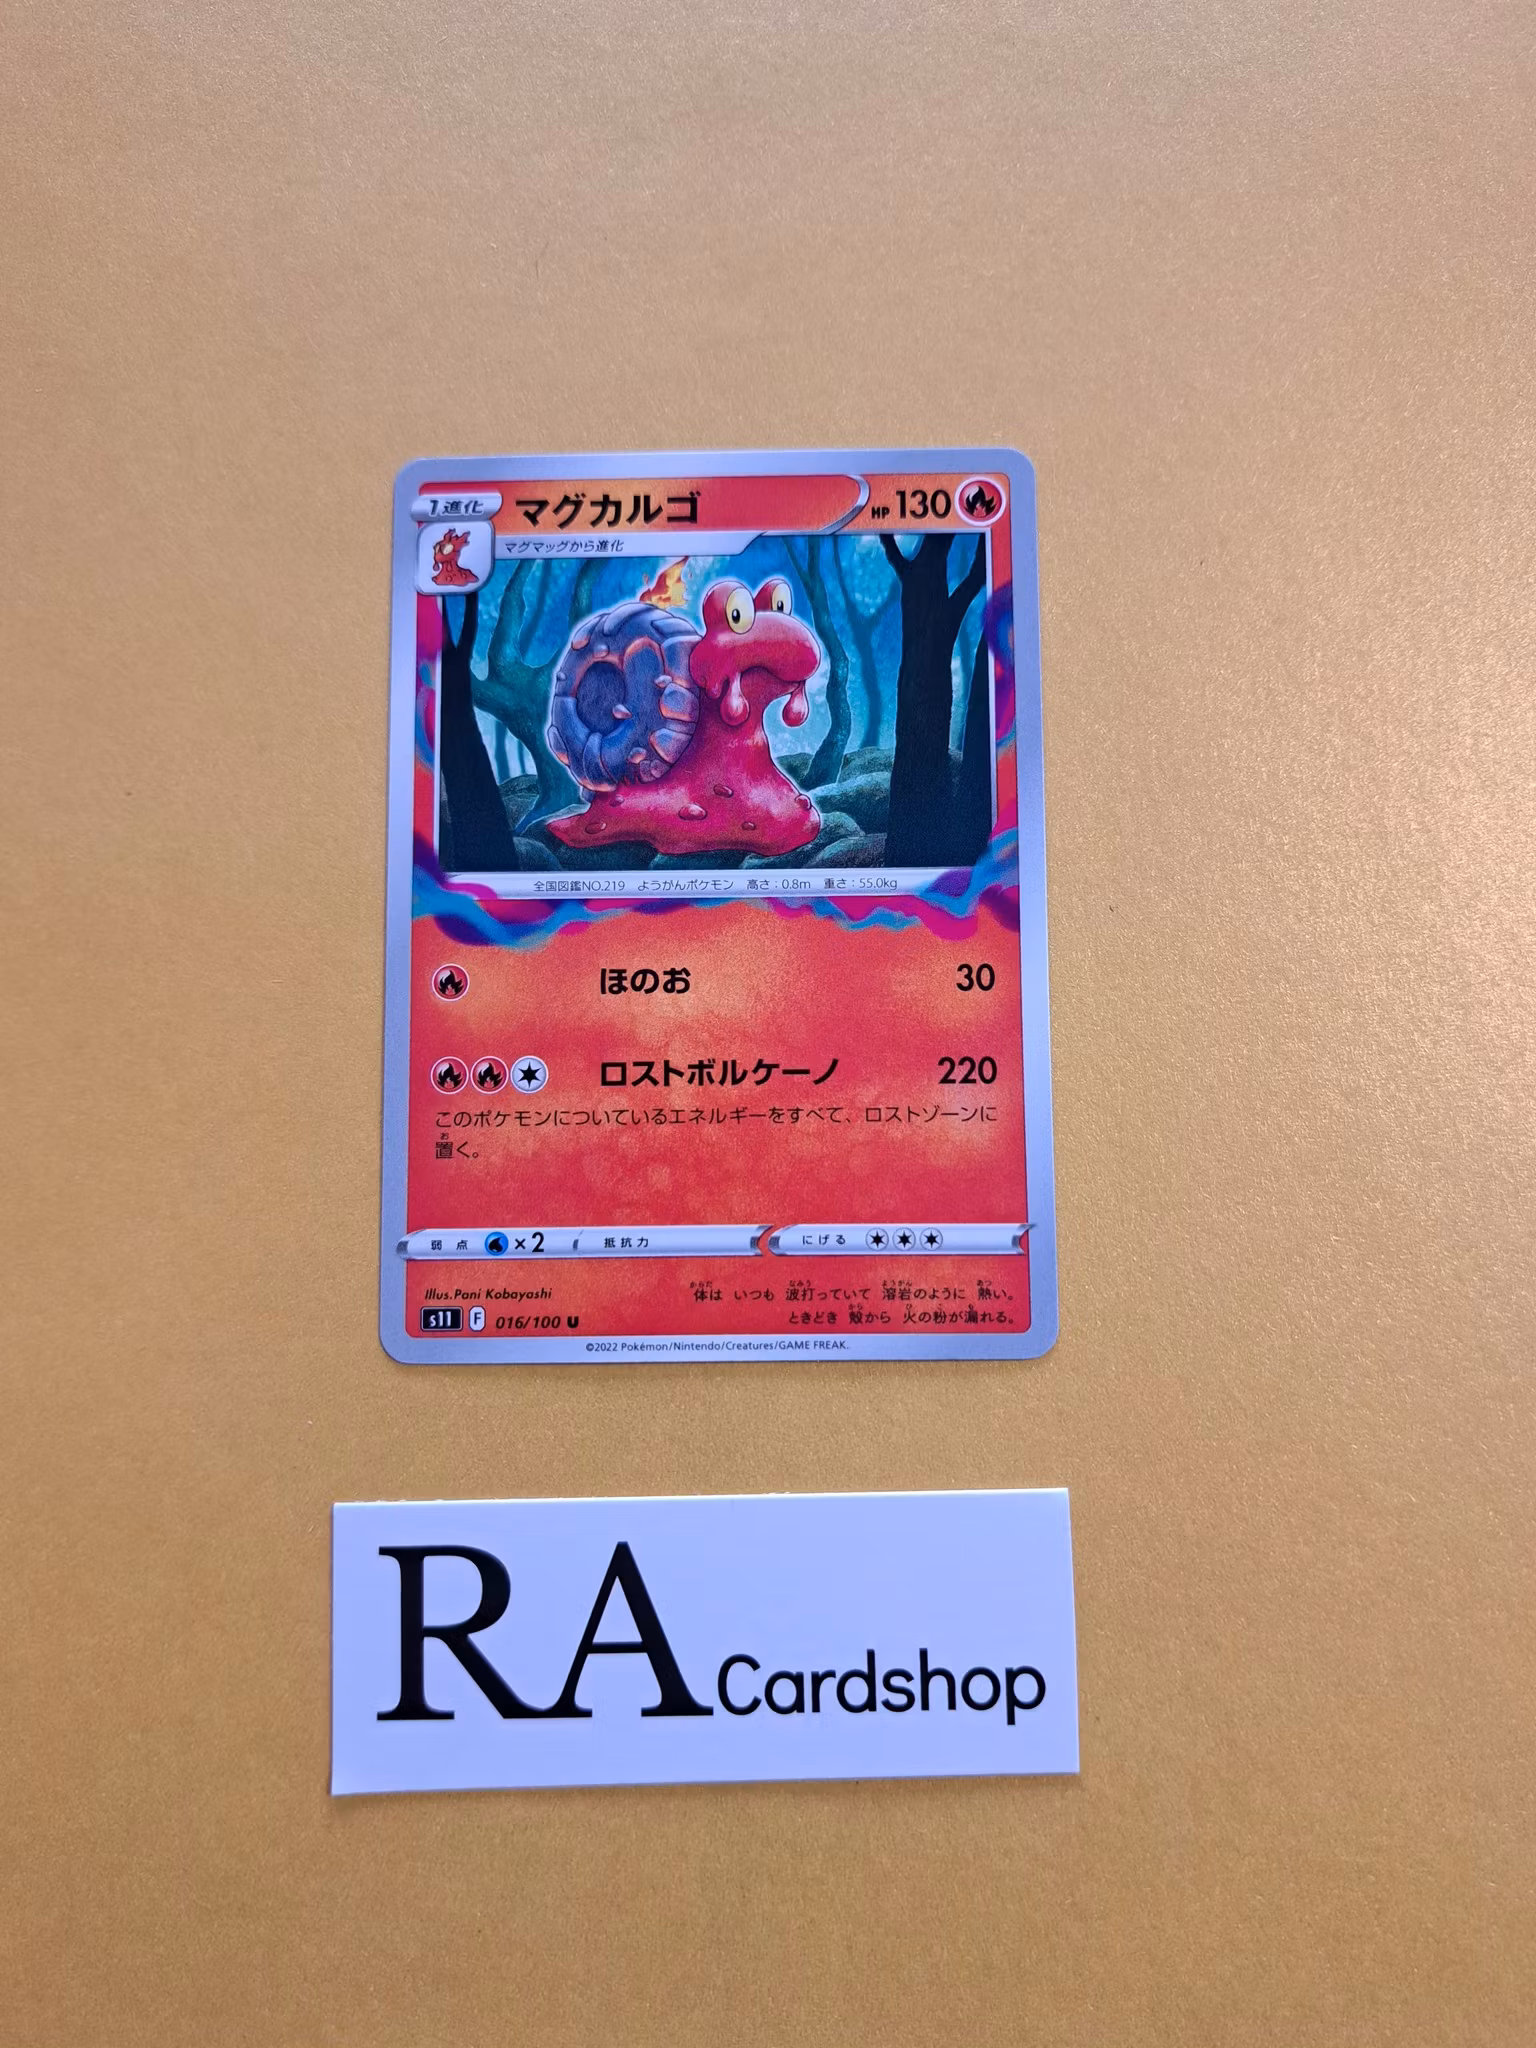 1進化
マグカルゴ
HP 130
マグマッグから進化
全国図鑑NO.219 ようがんポケモン 高さ：0.8m 重さ：55.0kg
ほのお 30
ロストボルケーノ 220
このポケモンについているエネルギーをすべて、ロストゾーンに
置く。
弱点 ×2 抵抗力 にげる
Illus. Pani Kobayashi
体は いつも 波打っていて 溶岩のように 熱い。
ときどき 殻から 火の粉が漏れる。
s11 F 016/100 U
©2022 Pokémon/Nintendo/Creatures/GAME FREAK.
RA Cardshop